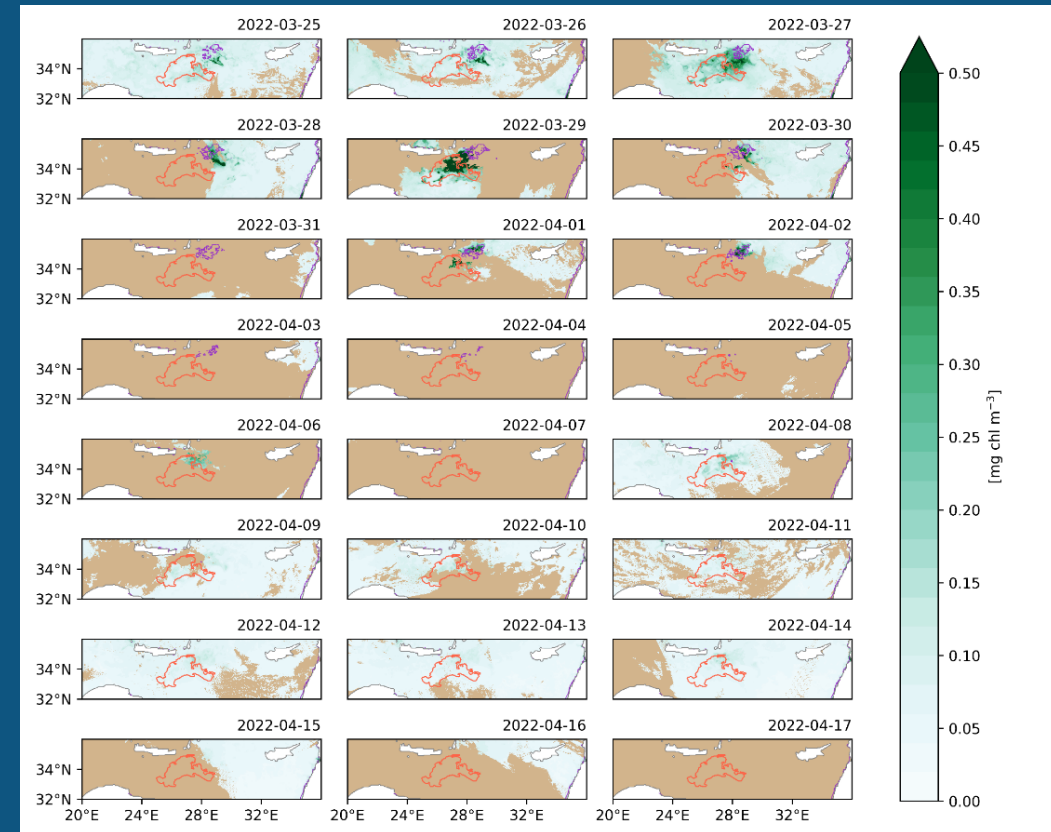 2022-03-25 2022-03-26 2022-03-27
34°N
32°N
2022-03-28 2022-03-29 2022-03-30
34°N
32°N
2022-03-31 2022-04-01 2022-04-02
34°N
32°N
2022-04-03 2022-04-04 2022-04-05
34°N
32°N
2022-04-06 2022-04-07 2022-04-08
34°N
32°N
2022-04-09 2022-04-10 2022-04-11
34°N
32°N
2022-04-12 2022-04-13 2022-04-14
34°N
32°N
2022-04-15 2022-04-16 2022-04-17
34°N
32°N
20°E 24°E 28°E 32°E 20°E 24°E 28°E 32°E 20°E 24°E 28°E 32°E
0.50
0.45
0.40
0.35
0.30
0.25
0.20
0.15
0.10
0.05
0.00
[mg chl m⁻³]